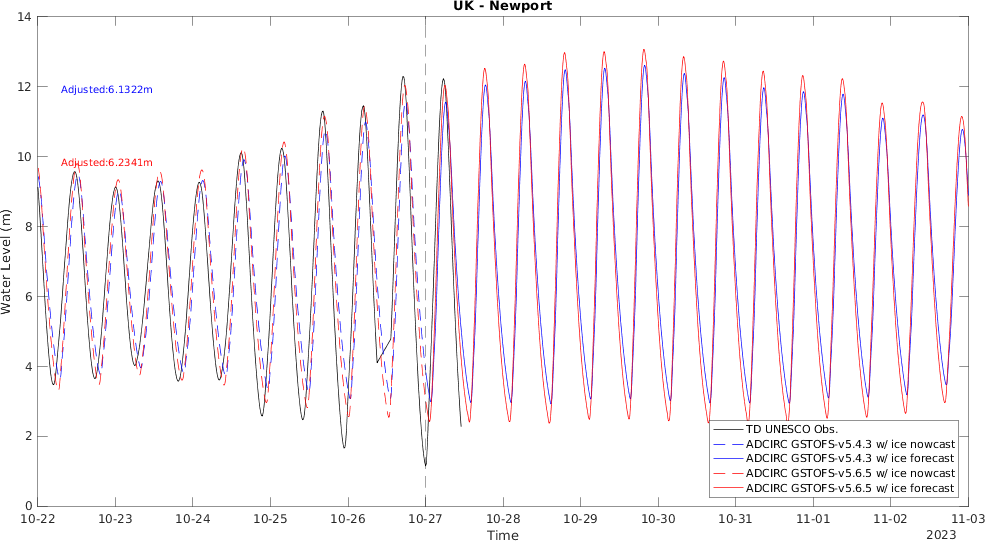 UK - Newport
14
12
10
8
6
4
2
0
Water Level (m)
Adjusted:6.1322m
Adjusted:6.2341m
TD UNESCO Obs.
ADCIRC GSTOFS-v5.4.3 w/ ice nowcast
ADCIRC GSTOFS-v5.4.3 w/ ice forecast
ADCIRC GSTOFS-v5.6.5 w/ ice nowcast
ADCIRC GSTOFS-v5.6.5 w/ ice forecast
10-22 10-23 10-24 10-25 10-26 10-27 10-28 10-29 10-30 10-31 11-01 11-02 11-03
Time
2023